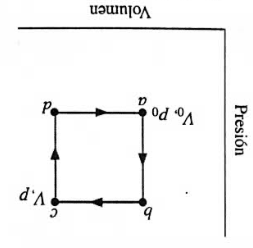 Presión
b
c
V, p
V₀, p₀
a
d
Volumen